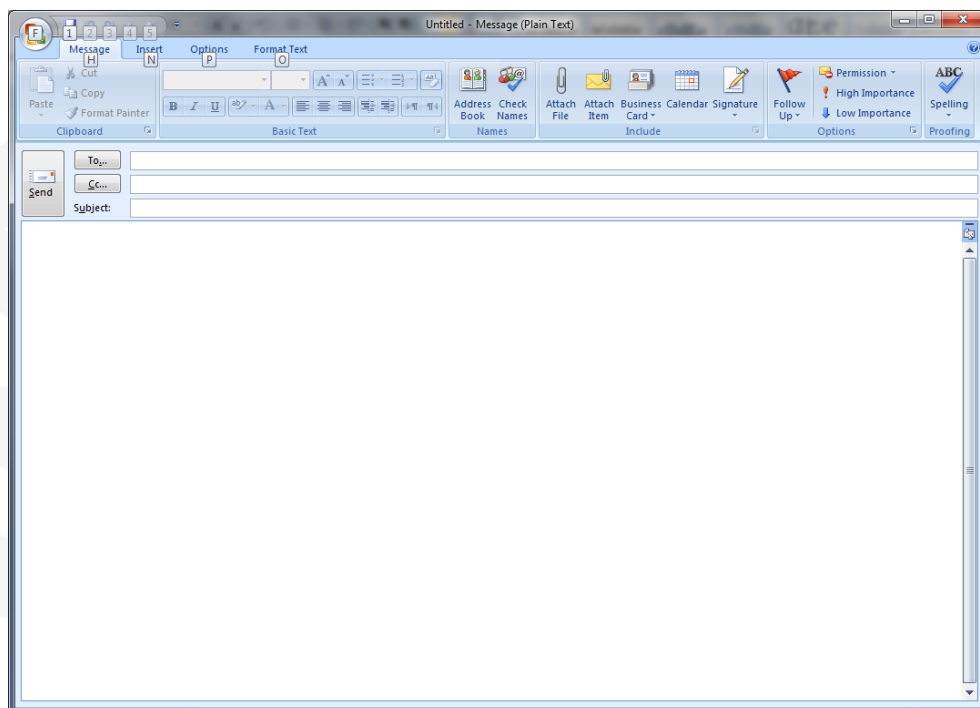 Untitled - Message (Plain Text)
F 1 2 3 4 5
Message Insert Options Format Text
H N P O
Paste
Cut
Copy
Format Painter
Clipboard
B I U ab A
Basic Text
Address Book
Check Names
Names
Attach File
Attach Item
Business Card
Calendar
Signature
Include
Follow Up
Permission
High Importance
Low Importance
Options
ABC
Spelling
Proofing
Send
To...
Cc...
Subject: